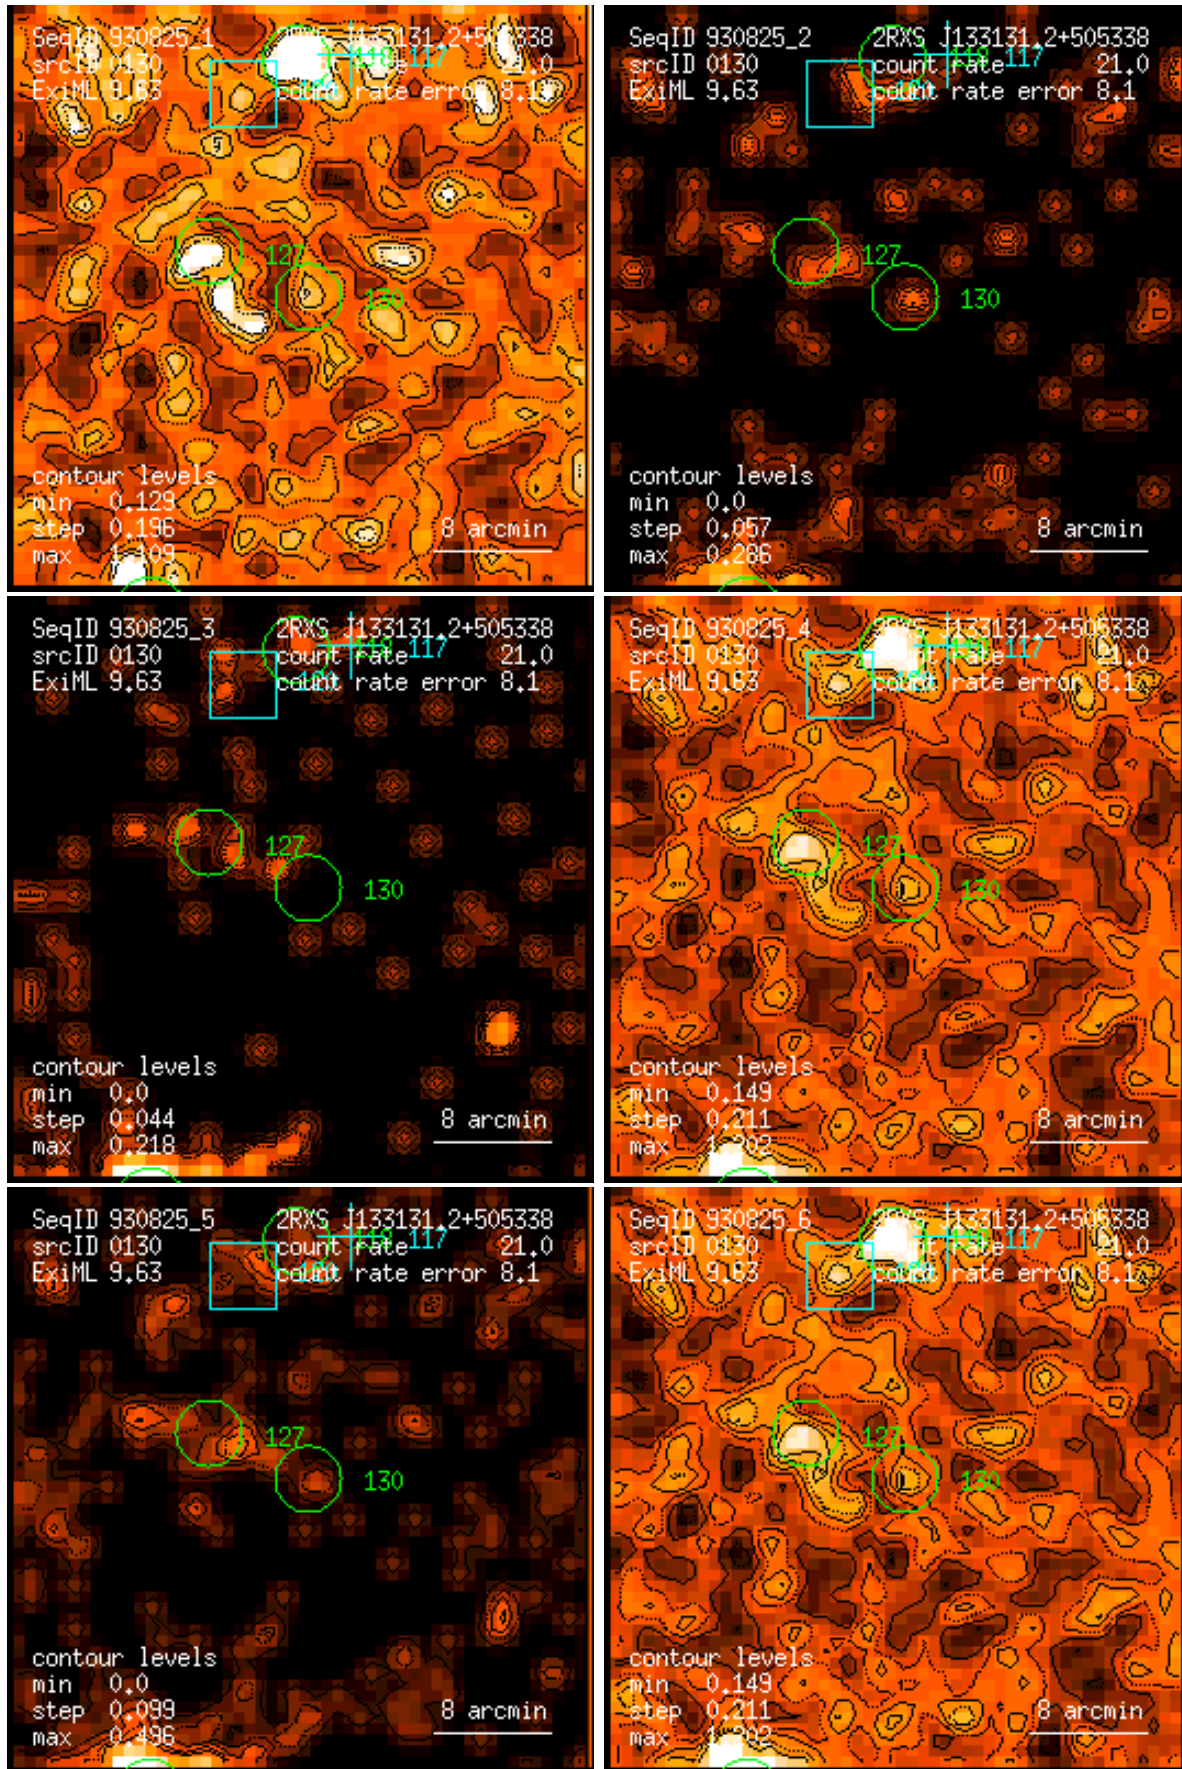 SeqID 930825_1 2RXS J133131.2+505338
srcID 0130 count rate 117 21.0
ExiML 9.63 count rate error 8.1
127
130
contour levels
min 0.129
step 0.196 8 arcmin
max 1.109
SeqID 930825_2 2RXS J133131.2+505338
srcID 0130 count rate 117 21.0
ExiML 9.63 count rate error 8.1
127
130
contour levels
min 0.0
step 0.057 8 arcmin
max 0.286
SeqID 930825_3 2RXS J133131.2+505338
srcID 0130 count rate 117 21.0
ExiML 9.63 count rate error 8.1
127
130
contour levels
min 0.0
step 0.044 8 arcmin
max 0.218
SeqID 930825_4 2RXS J133131.2+505338
srcID 0130 count rate 117 21.0
ExiML 9.63 count rate error 8.1
127
130
contour levels
min 0.149
step 0.211 8 arcmin
max 1.202
SeqID 930825_5 2RXS J133131.2+505338
srcID 0130 count rate 117 21.0
ExiML 9.63 count rate error 8.1
127
130
contour levels
min 0.0
step 0.099 8 arcmin
max 0.496
SeqID 930825_6 2RXS J133131.2+505338
srcID 0130 count rate 117 21.0
ExiML 9.63 count rate error 8.1
127
130
contour levels
min 0.149
step 0.211 8 arcmin
max 1.202